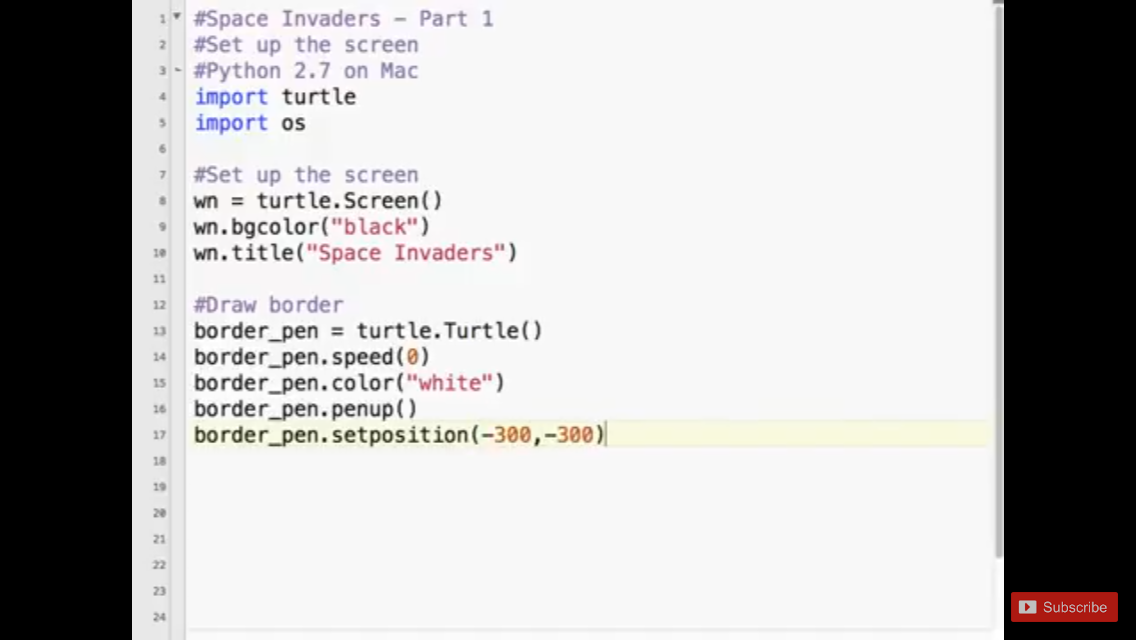 1 #Space Invaders - Part 1
2 #Set up the screen
3 #Python 2.7 on Mac
4 import turtle
5 import os
6
7 #Set up the screen
8 wn = turtle.Screen()
9 wn.bgcolor("black")
10 wn.title("Space Invaders")
11
12 #Draw border
13 border_pen = turtle.Turtle()
14 border_pen.speed(0)
15 border_pen.color("white")
16 border_pen.penup()
17 border_pen.setposition(-300,-300)
18
19
20
21
22
23
24
Subscribe